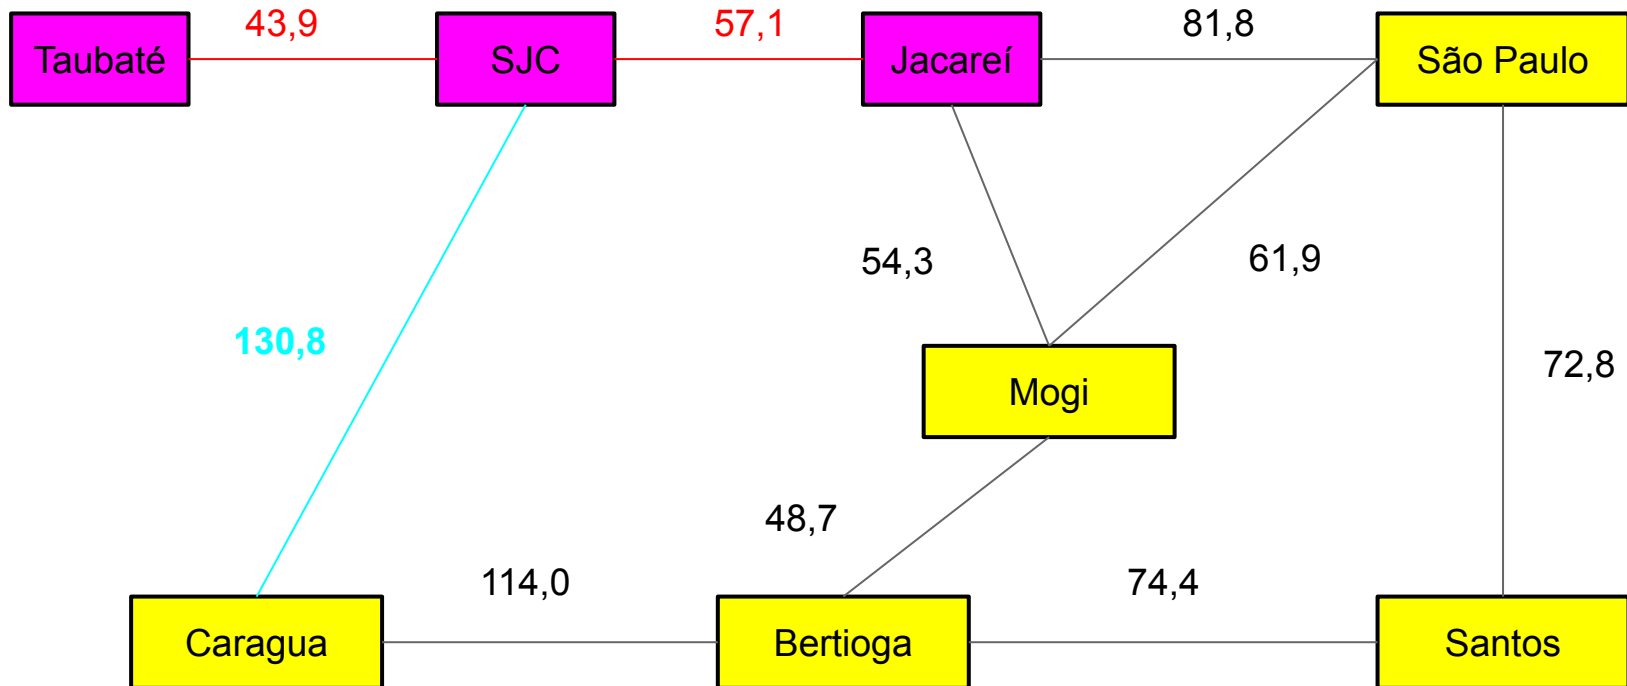 43,9
57,1
81,8
Taubaté
SJC
Jacareí
São Paulo
54,3
61,9
130,8
72,8
Mogi
48,7
114,0
74,4
Caragua
Bertioga
Santos